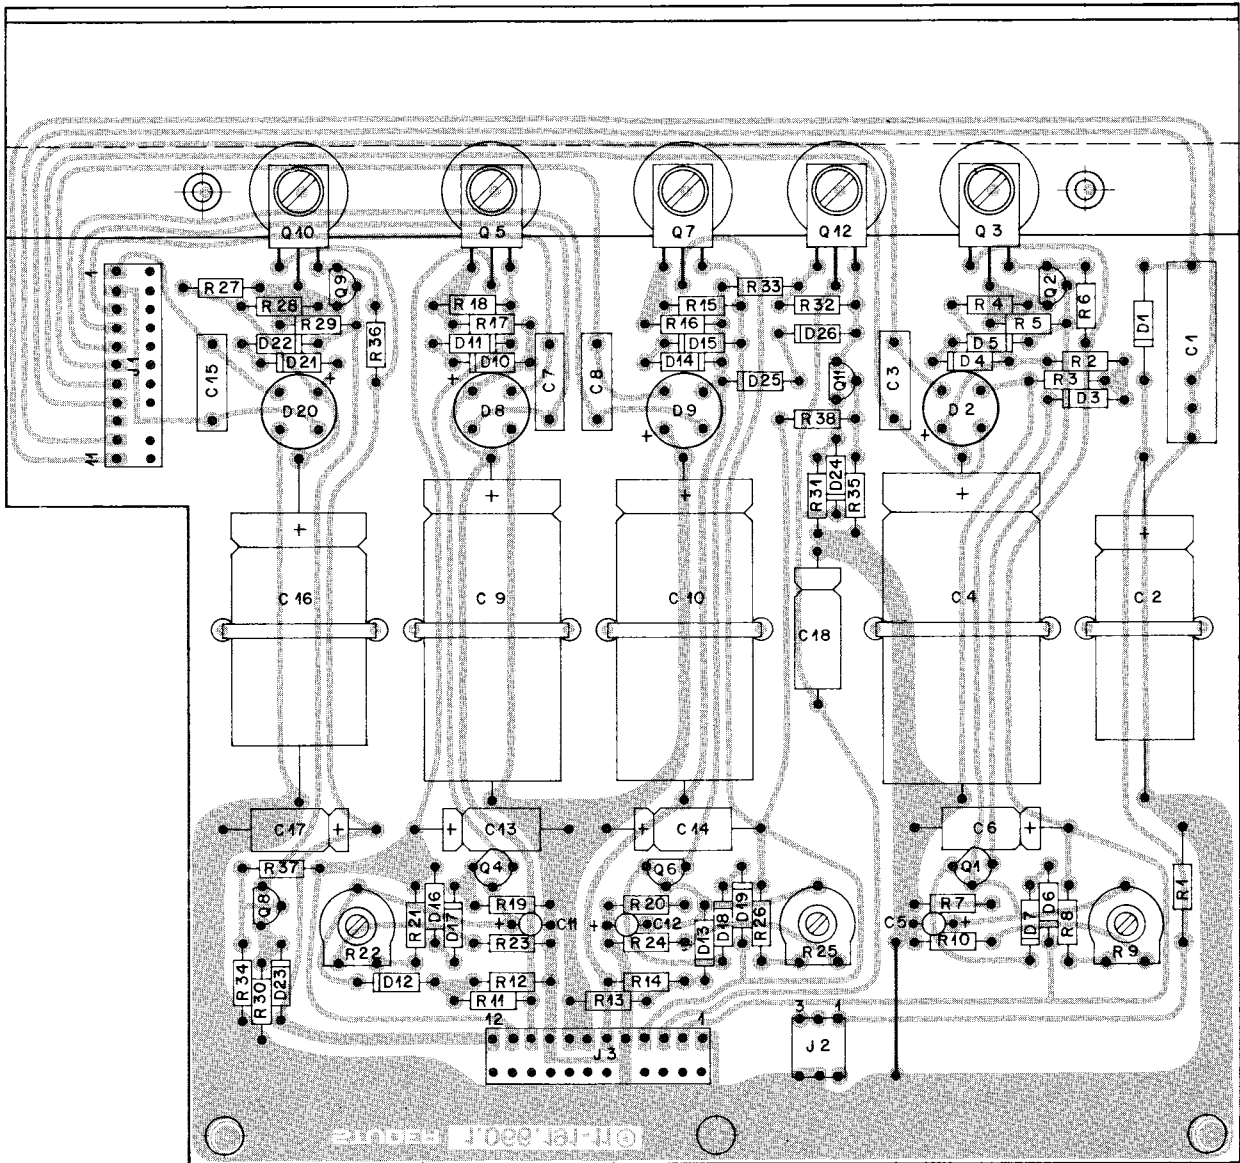 Q10 Q5 Q7 Q12 Q3
1
R27 Q9 R33 Q2
R28 R18 R15 R32 R4 R6
R29 R17 R16 R5 D1
D22 R36 D11 D15 D26 D5 C1
J1 D21 D10 D14 D4 R2
C15 + + C7 C8 D25 Q11 C3 R3
D20 D8 D9 D2 D3
+ R38 +
11
R31 D24 R35
+ + + + +
C16 C9 C10 C4 C2
C18
C17 + + C13 + C14 C6 +
R37 Q4 Q6 Q1
Q8 R21 D16 D17 R19 R20 D18 D19 R26 R7 D7 D6 R8 R1
+ C11 + C12 C5 +
R22 R23 R24 D13 R25 R10 R9
R34 R30 D23 D12 R12 R14
R11 R13
12 1 3 1
J3 J2
STUDER 1.066.191-11